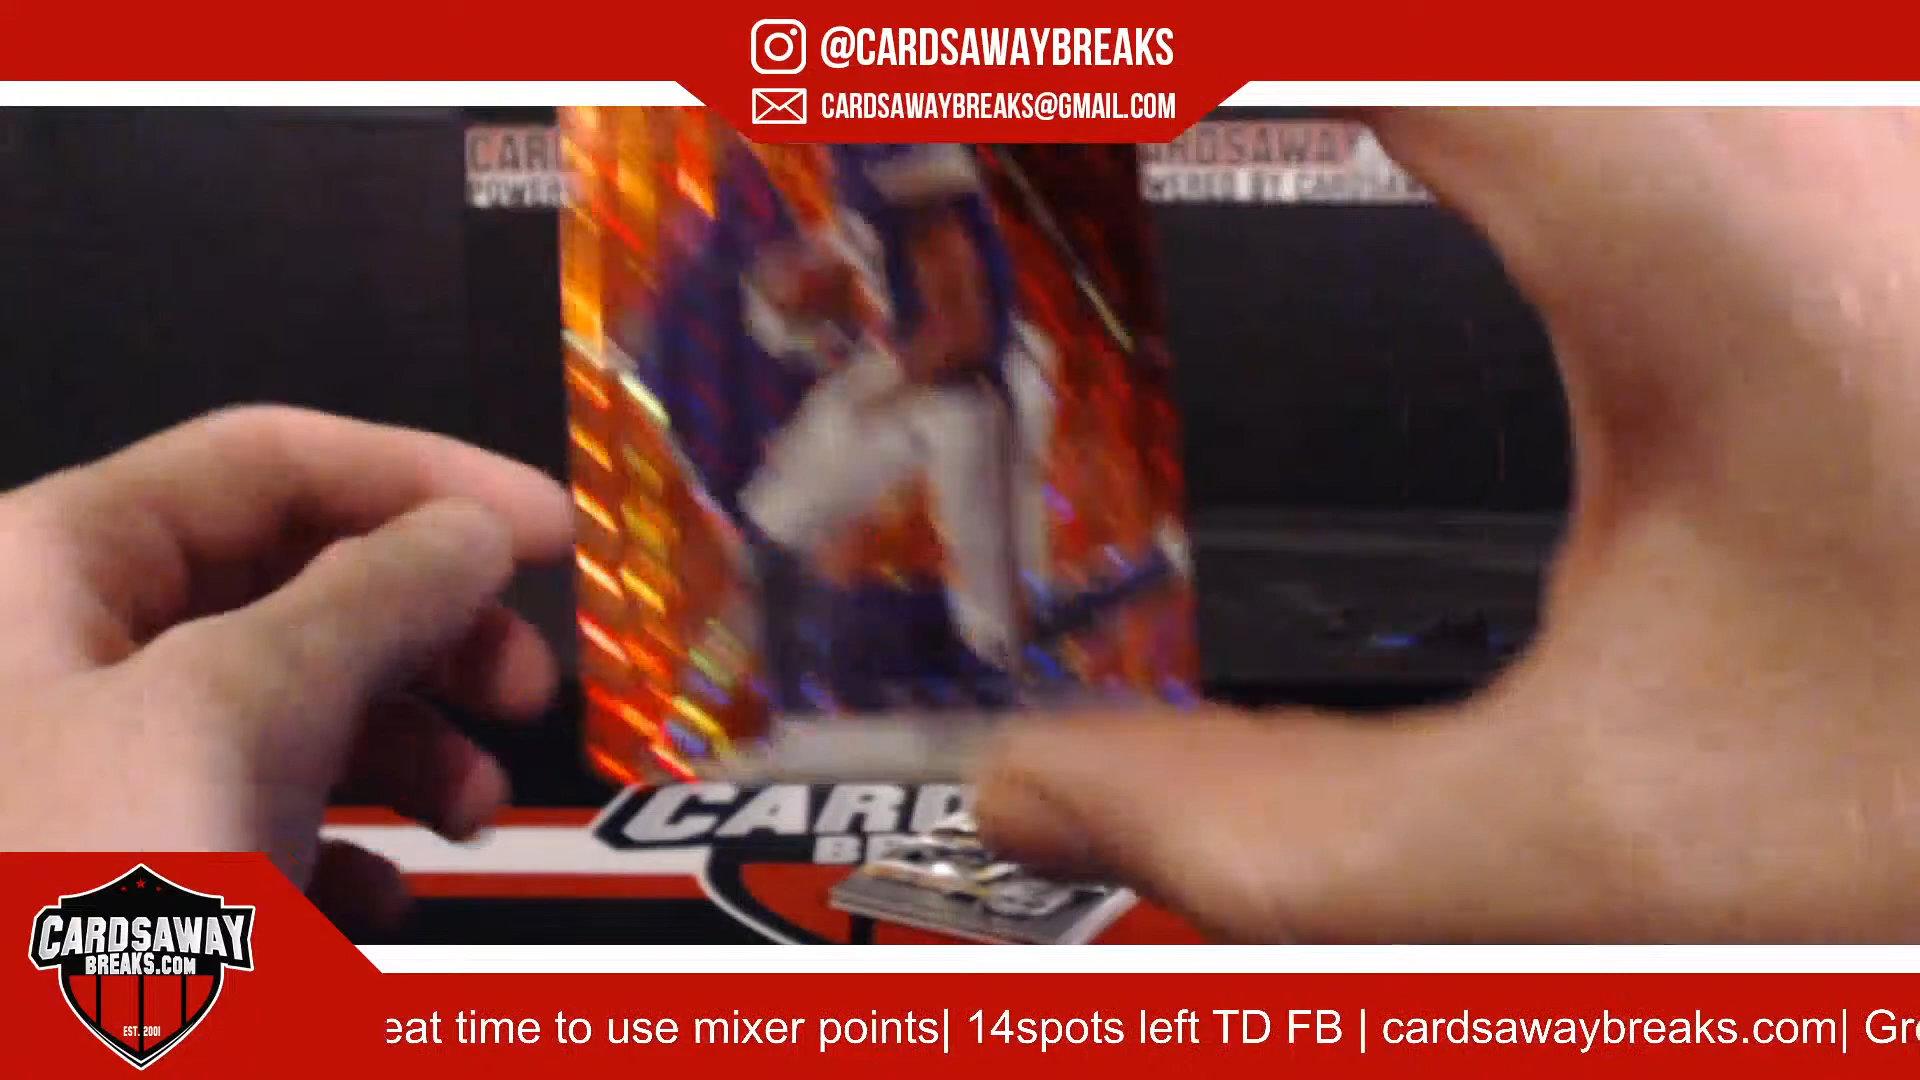 @CARDSAWAYBREAKS
CARDSAWAYBREAKS@GMAIL.COM
CARDSAWAY
BREAKS.COM
EST. 2001
eat time to use mixer points| 14spots left TD FB | cardsawaybreaks.com| Gre